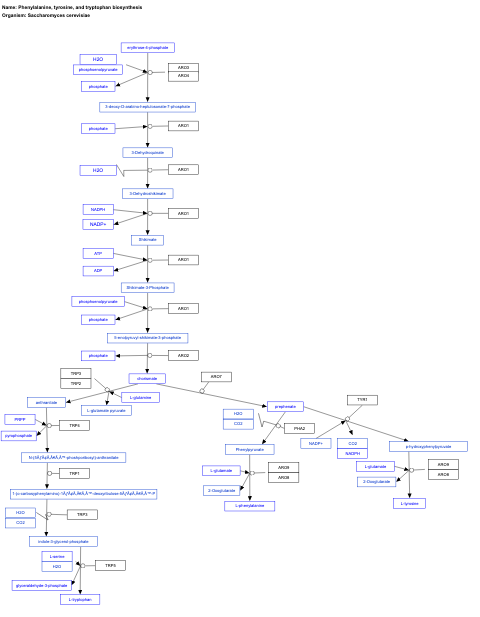 Name: Phenylalanine, tyrosine, and tryptophan biosynthesis
Organism: Saccharomyces cerevisiae
erythrose-4-phosphate
H2O
phosphoenolpyruvate
ARO3
ARO4
phosphate
3-deoxy-D-arabino-heptulosonate-7-phosphate
phosphate
ARO1
3-Dehydroquinate
H2O
ARO1
3-Dehydroshikimate
NADPH
ARO1
NADP+
Shikimate
ATP
ARO1
ADP
Shikimate-3-Phosphate
phosphoenolpyruvate
ARO1
phosphate
5-enolpyruvyl-shikimate-3-phosphate
phosphate
ARO2
chorismate
TRP3
TRP2
ARO7
L-glutamine
anthranilate
L-glutamate
pyruvate
prephenate
TYR1
PRPP
TRP4
pyrophosphate
H2O
CO2
PHA2
NADP+
CO2
NADPH
Phenylpyruvate
p-hydroxyphenylpyruvate
TRP1
L-glutamate
ARO9
ARO8
2-Oxoglutarate
L-phenylalanine
L-glutamate
ARO9
ARO8
2-Oxoglutarate
L-tyrosine
H2O
CO2
TRP3
indole-3-glycerol-phosphate
L-serine
H2O
TRP5
glyceraldehyde-3-phosphate
L-tryptophan